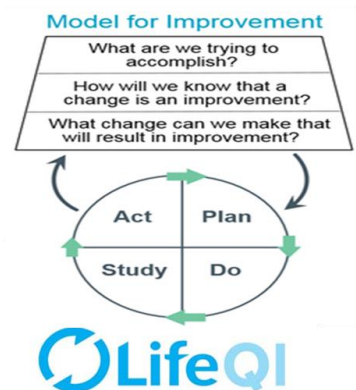 Model for Improvement
What are we trying to
accomplish?
How will we know that a
change is an improvement?
What change can we make that
will result in improvement?
Act
Plan
Study
Do
LifeQI